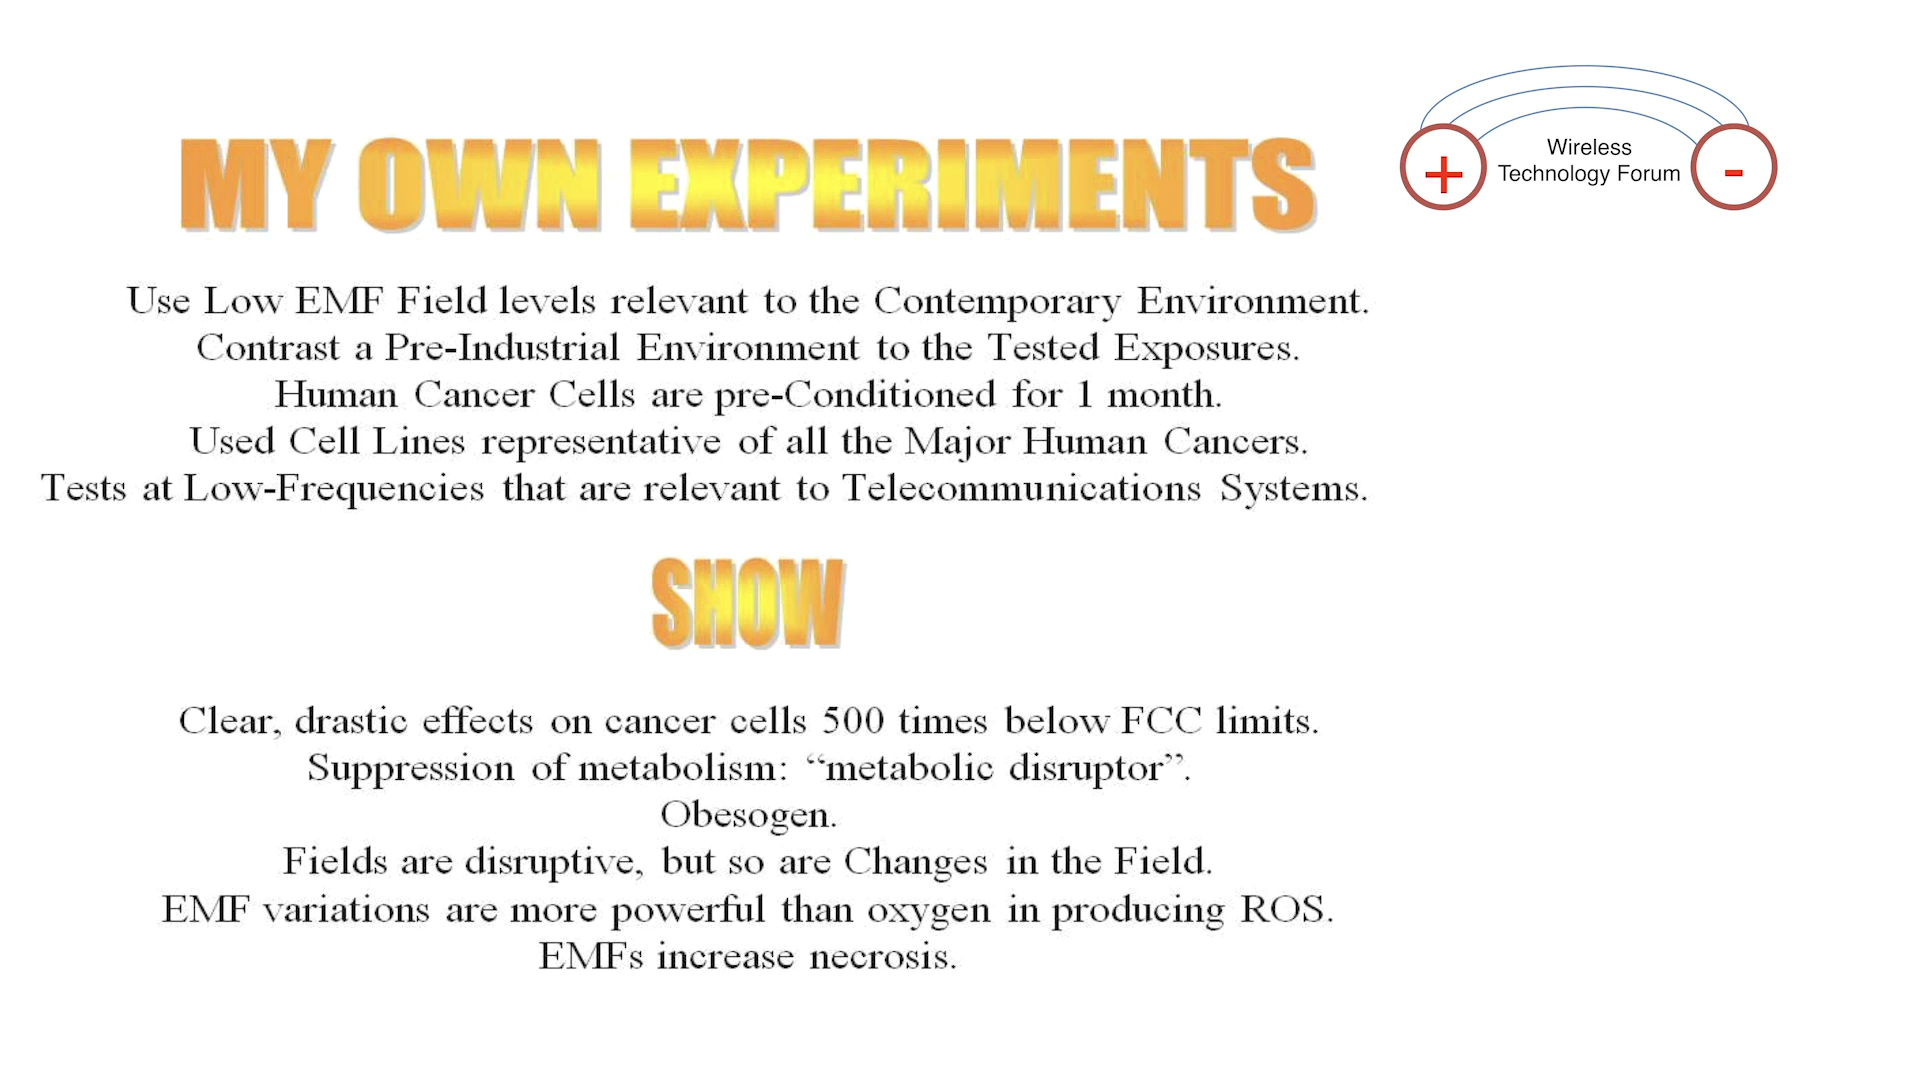 MY OWN EXPERIMENTS
+
Wireless
Technology Forum
-
Use Low EMF Field levels relevant to the Contemporary Environment.
Contrast a Pre-Industrial Environment to the Tested Exposures.
Human Cancer Cells are pre-Conditioned for 1 month.
Used Cell Lines representative of all the Major Human Cancers.
Tests at Low-Frequencies that are relevant to Telecommunications Systems.
SHOW
Clear, drastic effects on cancer cells 500 times below FCC limits.
Suppression of metabolism: “metabolic disruptor”.
Obesogen.
Fields are disruptive, but so are Changes in the Field.
EMF variations are more powerful than oxygen in producing ROS.
EMFs increase necrosis.